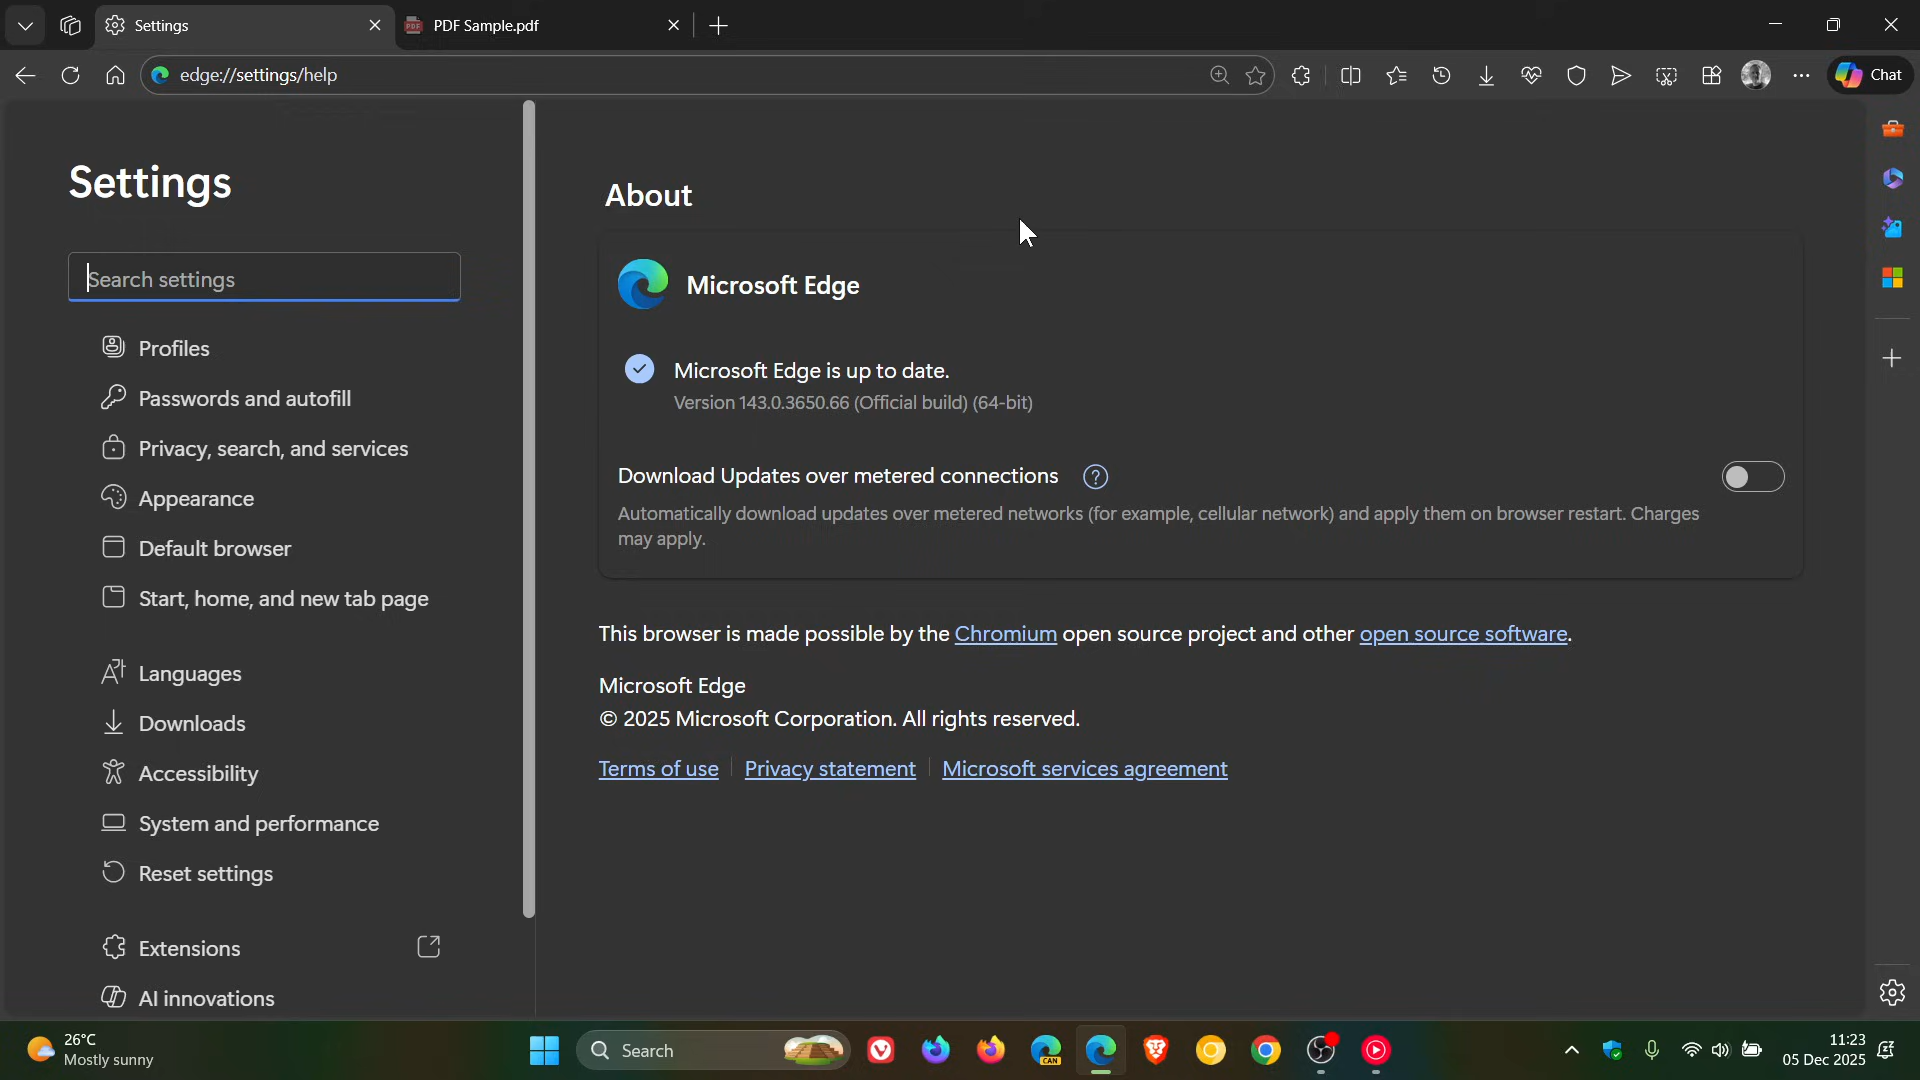 Settings
PDF Sample.pdf
edge://settings/help
Chat
Settings
Search settings
Profiles
Passwords and autofill
Privacy, search, and services
Appearance
Default browser
Start, home, and new tab page
Languages
Downloads
Accessibility
System and performance
Reset settings
Extensions
AI innovations
About
Microsoft Edge
Microsoft Edge is up to date.
Version 143.0.3650.66 (Official build) (64-bit)
Download Updates over metered connections
Automatically download updates over metered networks (for example, cellular network) and apply them on browser restart. Charges
may apply.
This browser is made possible by the Chromium open source project and other open source software.
Microsoft Edge
© 2025 Microsoft Corporation. All rights reserved.
Terms of use
Privacy statement
Microsoft services agreement
26°C
Mostly sunny
Search
CAN
11:23
05 Dec 2025